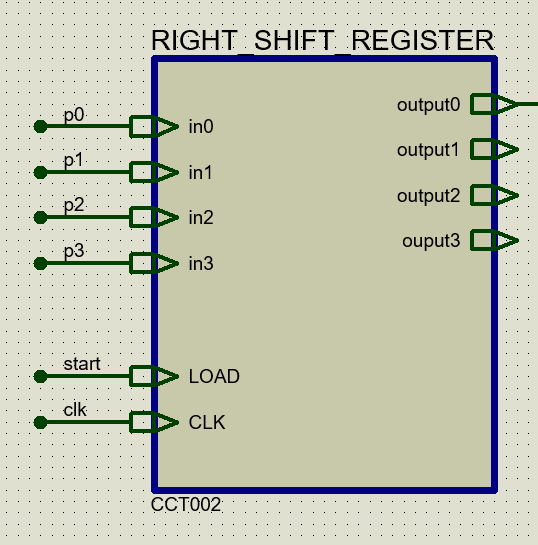 RIGHT_SHIFT_REGISTER
output0
p0
in0
output1
p1
in1
output2
p2
in2
ouput3
p3
in3
start
LOAD
clk
CLK
CCT002